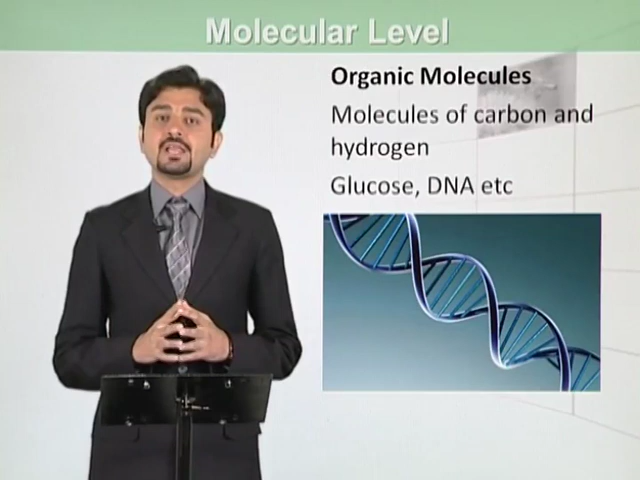 Molecular Level
Organic Molecules
Molecules of carbon and
hydrogen
Glucose, DNA etc